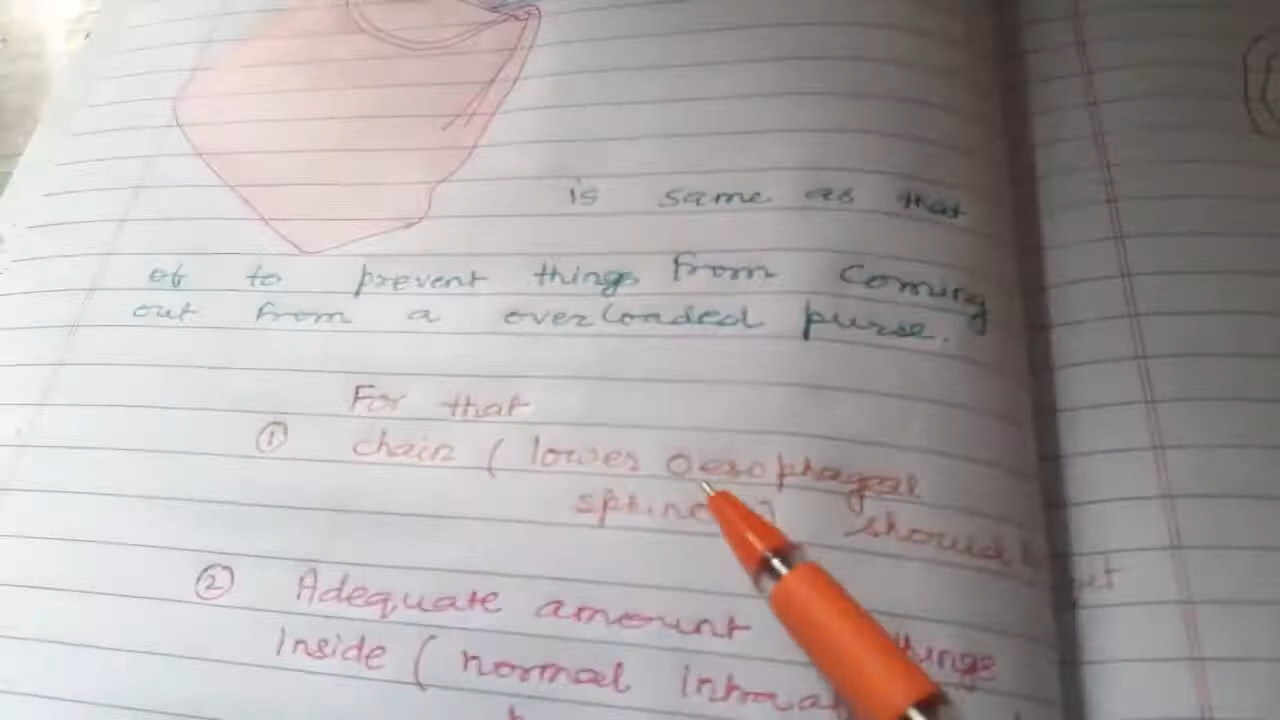 is same as that
of to prevent things from coming
out from a overloaded purse.
For that
① chain ( lower oesophageal
should
② Adequate amount things
Inside ( normal